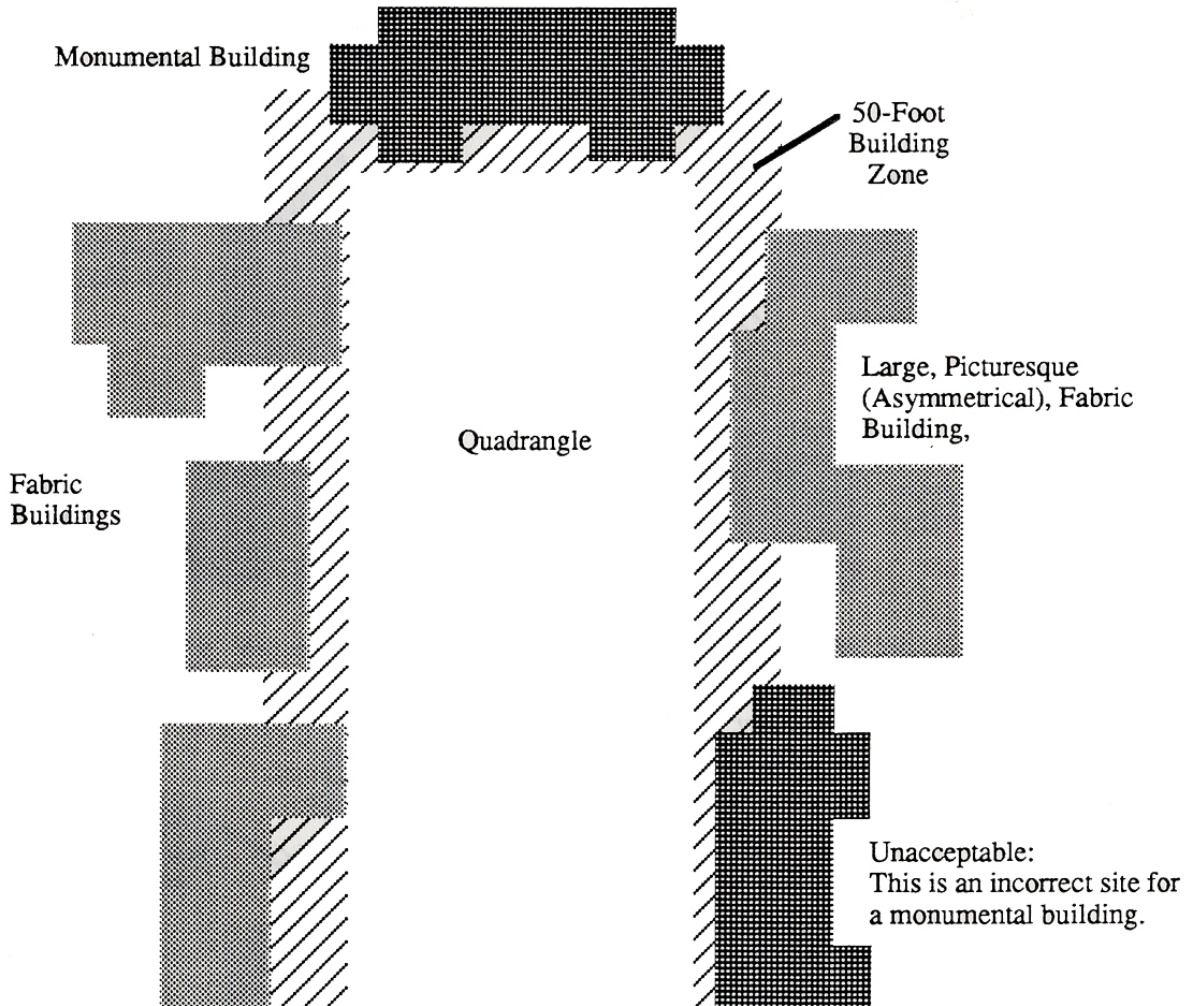 Monumental Building
50-Foot
Building
Zone
Large, Picturesque
(Asymmetrical), Fabric
Building,
Quadrangle
Fabric
Buildings
Unacceptable:
This is an incorrect site for
a monumental building.